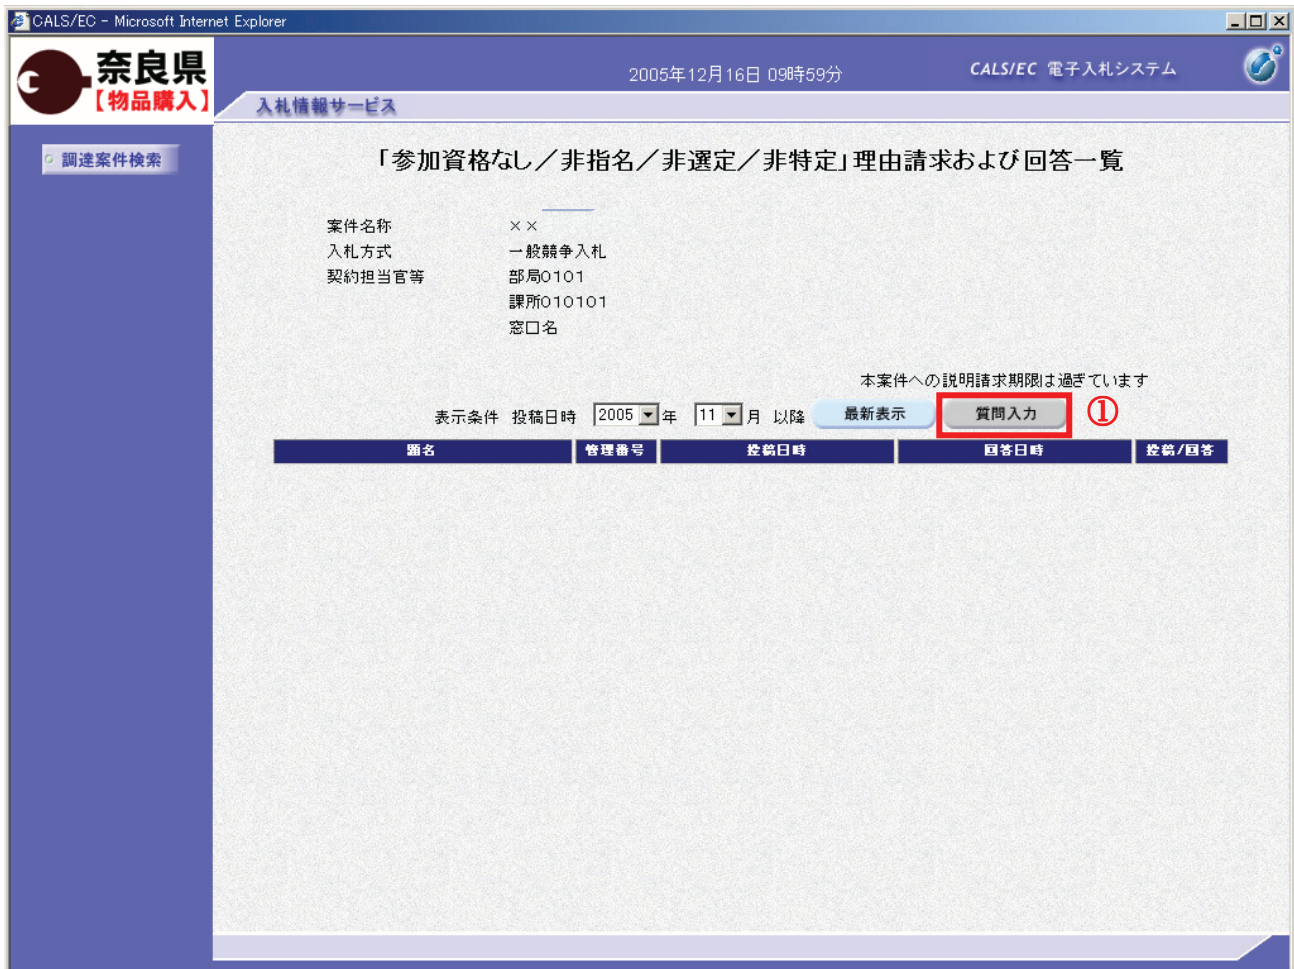 CALS/EC - Microsoft Internet Explorer
奈良県
【物品購入】
2005年12月16日 09時59分
CALS/EC 電子入札システム
入札情報サービス
調達案件検索
「参加資格なし／非指名／非選定／非特定」理由請求および回答一覧
案件名称 ××
入札方式 一般競争入札
契約担当官等 部局0101
課所010101
窓口名
本案件への説明請求期限は過ぎています
表示条件 投稿日時 2005 年 11 月 以降 最新表示 質問入力 ①
題名 管理番号 投稿日時 回答日時 投稿/回答